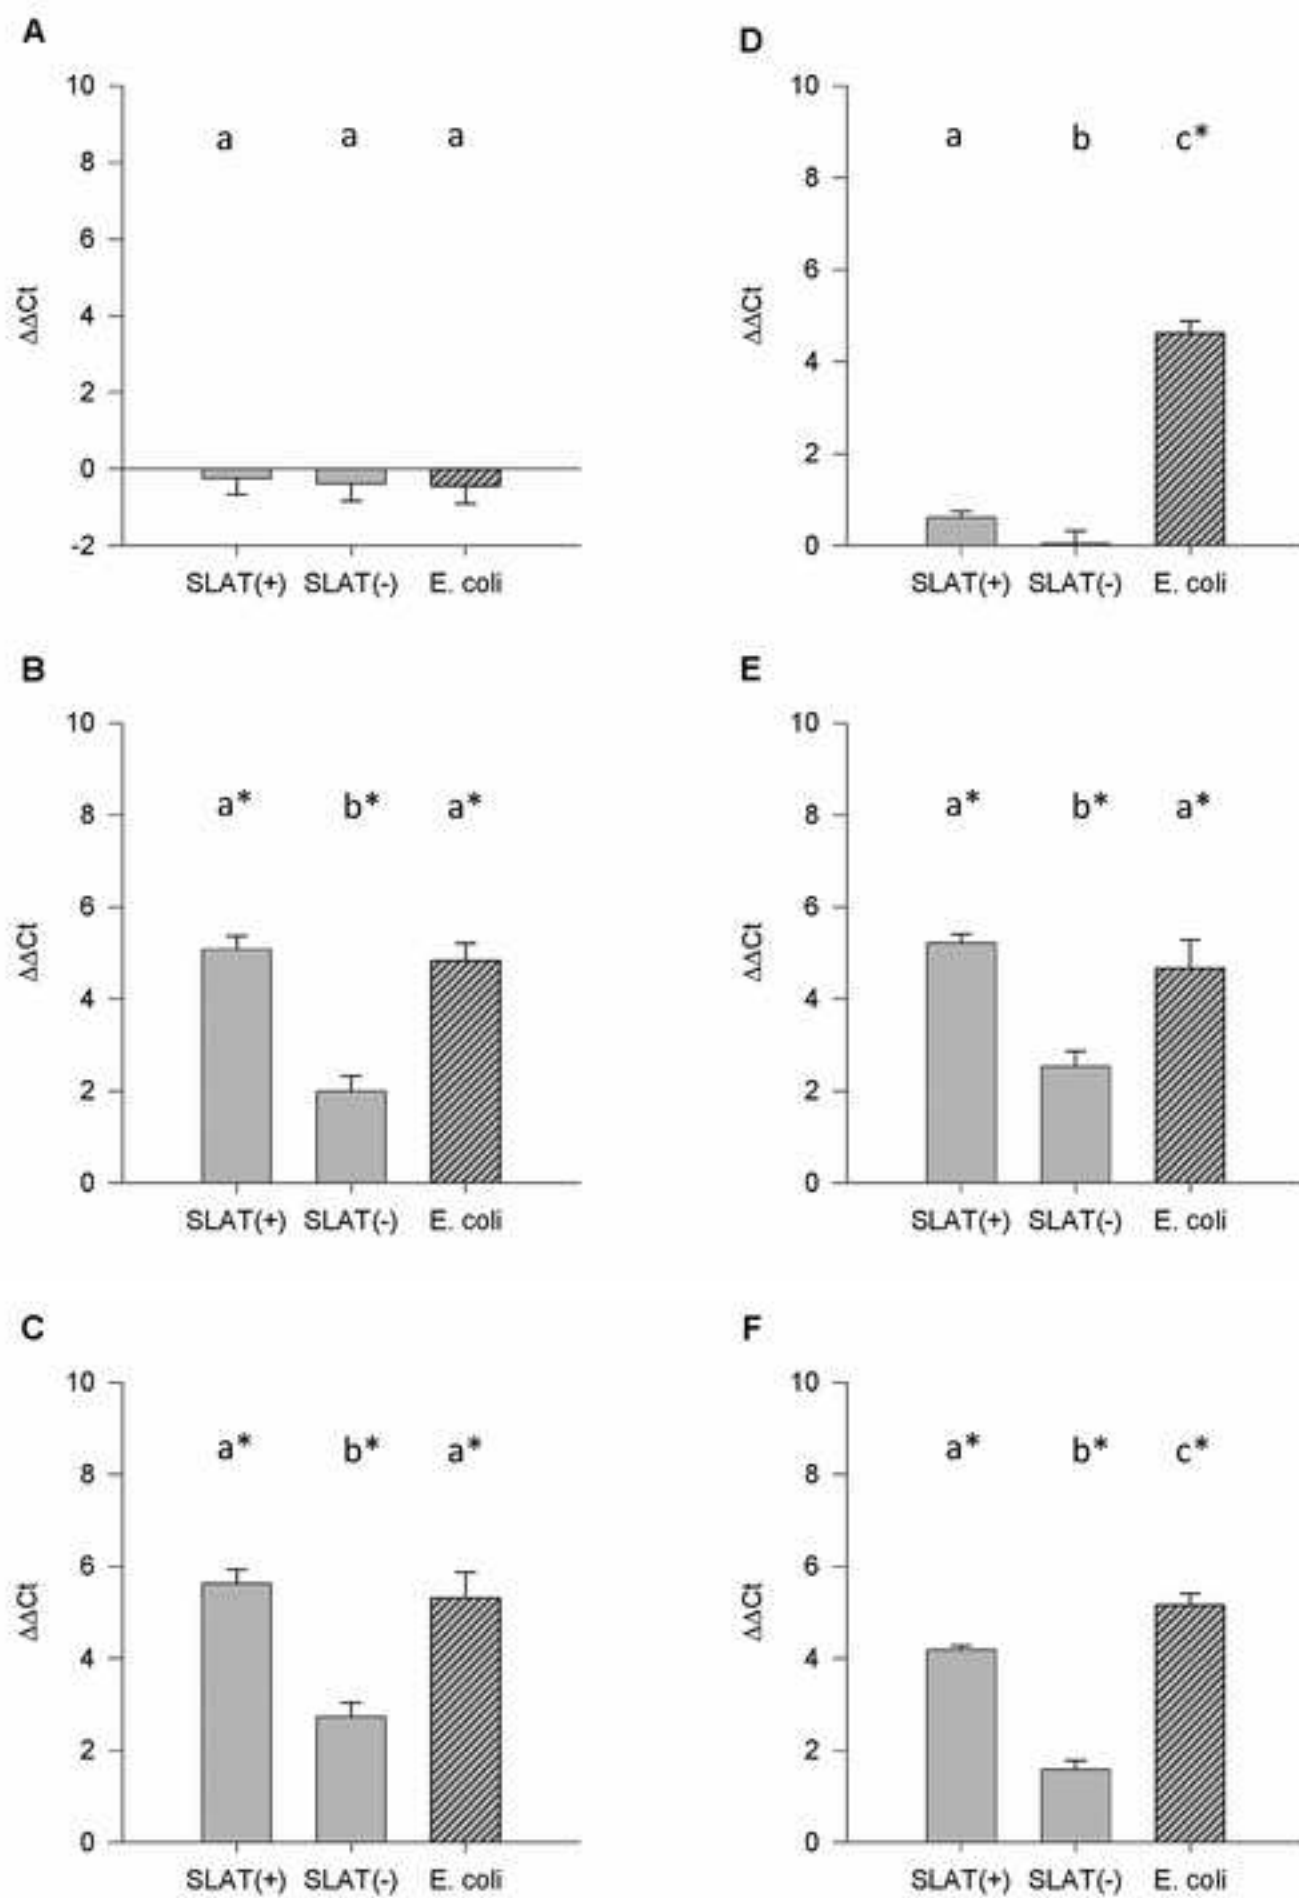 A
10
8
6
4
2
0
-2
ΔΔCt
a a a
SLAT(+) SLAT(-) E. coli
B
10
8
6
4
2
0
ΔΔCt
a* b* a*
SLAT(+) SLAT(-) E. coli
C
10
8
6
4
2
0
ΔΔCt
a* b* a*
SLAT(+) SLAT(-) E. coli
D
10
8
6
4
2
0
ΔΔCt
a b c*
SLAT(+) SLAT(-) E. coli
E
10
8
6
4
2
0
ΔΔCt
a* b* a*
SLAT(+) SLAT(-) E. coli
F
10
8
6
4
2
0
ΔΔCt
a* b* c*
SLAT(+) SLAT(-) E. coli